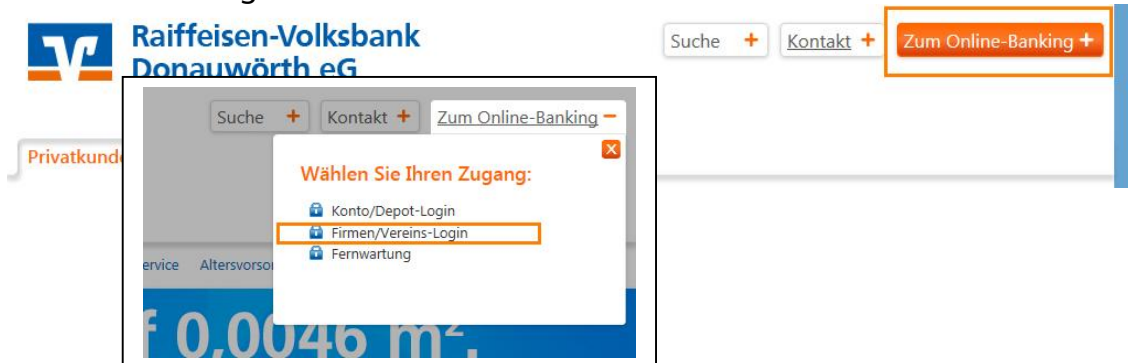 Raiffeisen-Volksbank
Donauwörth eG
Suche + Kontakt + Zum Online-Banking +
Suche + Kontakt + Zum Online-Banking −
Privatkunde
Wählen Sie Ihren Zugang:
Konto/Depot-Login
Firmen/Vereins-Login
Fernwartung
ervice Altersvorso
f 0,0046 m².